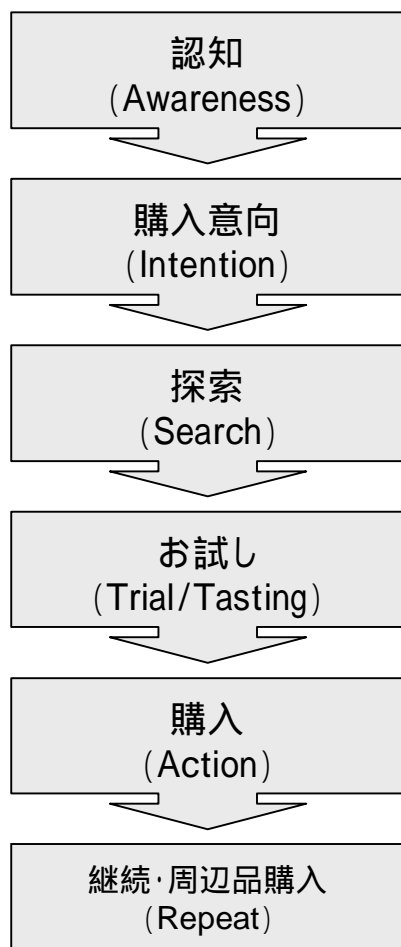 認知
(Awareness)
購入意向
(Intention)
探索
(Search)
お試し
(Trial/Tasting)
購入
(Action)
継続・周辺品購入
(Repeat)